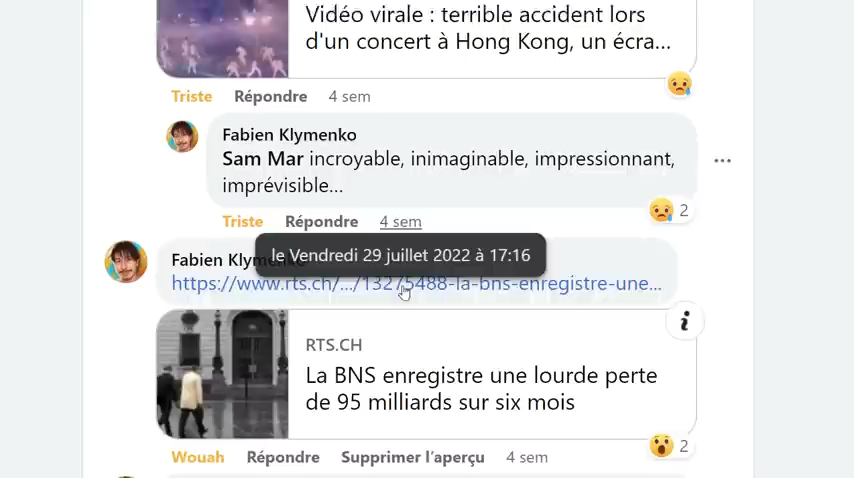 Vidéo virale : terrible accident lors
d'un concert à Hong Kong, un écra...
Triste Répondre 4 sem
Fabien Klymenko
Sam Mar incroyable, inimaginable, impressionnant,
imprévisible...
2
Triste Répondre 4 sem
le Vendredi 29 juillet 2022 à 17:16
Fabien Klymenko
https://www.rts.ch/.../13275488-la-bns-enregistre-une...
RTS.CH
La BNS enregistre une lourde perte
de 95 milliards sur six mois
2
Wouah Répondre Supprimer l’aperçu 4 sem